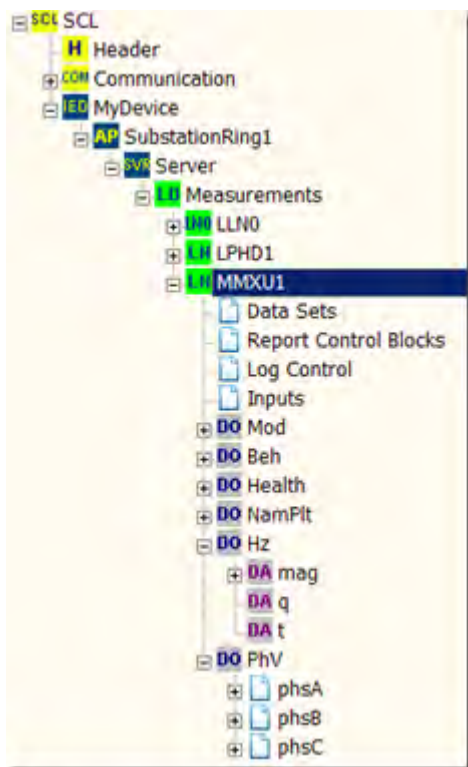 SCL SCL
H Header
COM Communication
IED MyDevice
AP SubstationRing1
SVR Server
LD Measurements
LN0 LLN0
LN LPHD1
LN MMXU1
Data Sets
Report Control Blocks
Log Control
Inputs
DO Mod
DO Beh
DO Health
DO NamPlt
DO Hz
DA mag
DA q
DA t
DO PhV
phsA
phsB
phsC